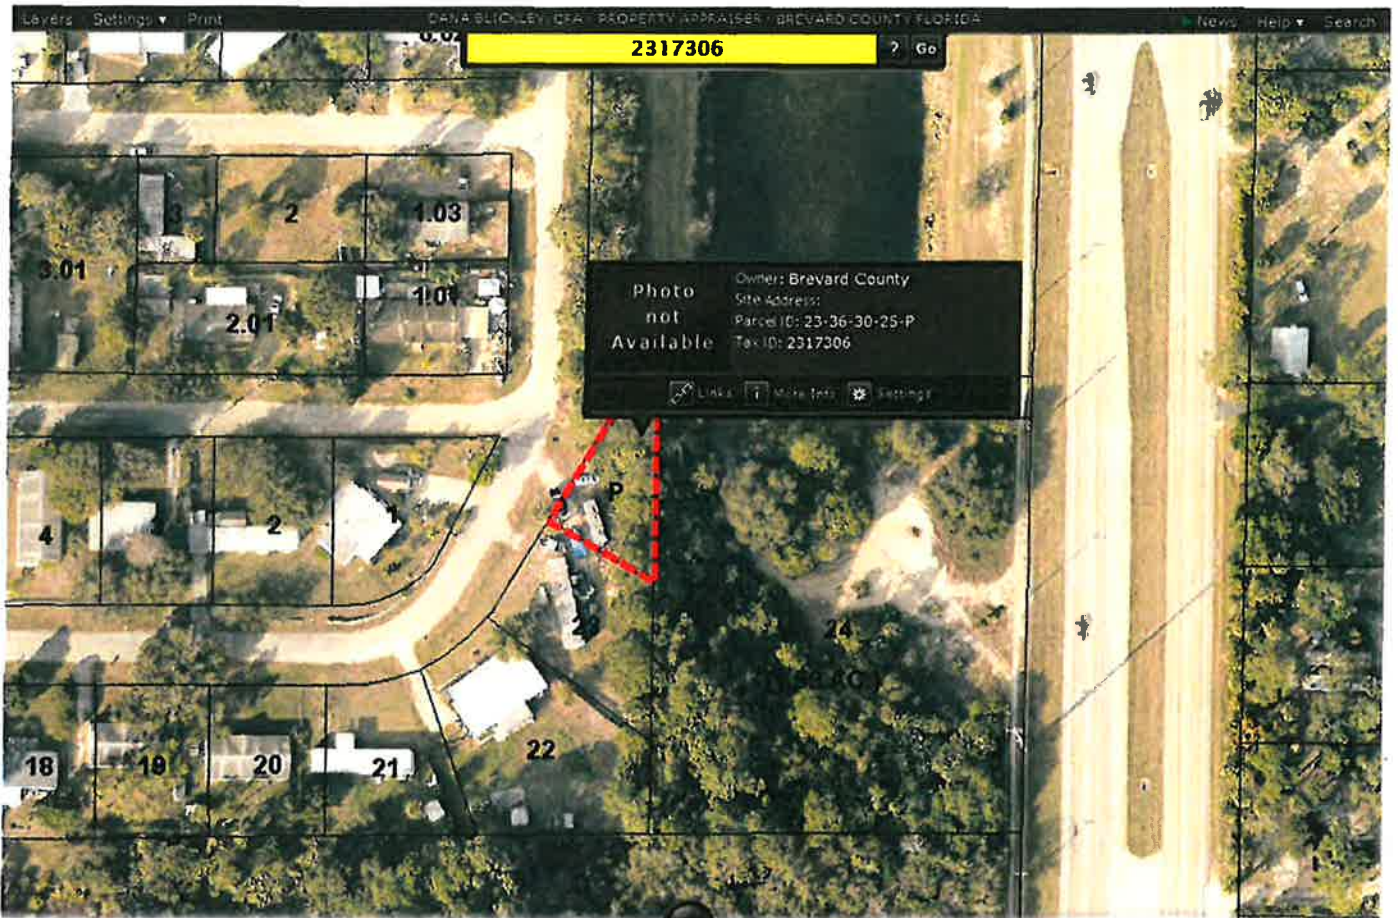 Layers Settings ▾ Print DANA BLICKLEY, CFA - PROPERTY APPRAISER - BREVARD COUNTY FLORIDA News Help ▾ Search
2317306 ? Go
2 1.03
3.01
1.01
2.01
Photo not Available
Owner: Brevard County
Site Address:
Parcel ID: 23-36-30-25-P
Tax ID: 2317306
Links i More Info Settings
P
4 2 1
24
22
18 19 20 21